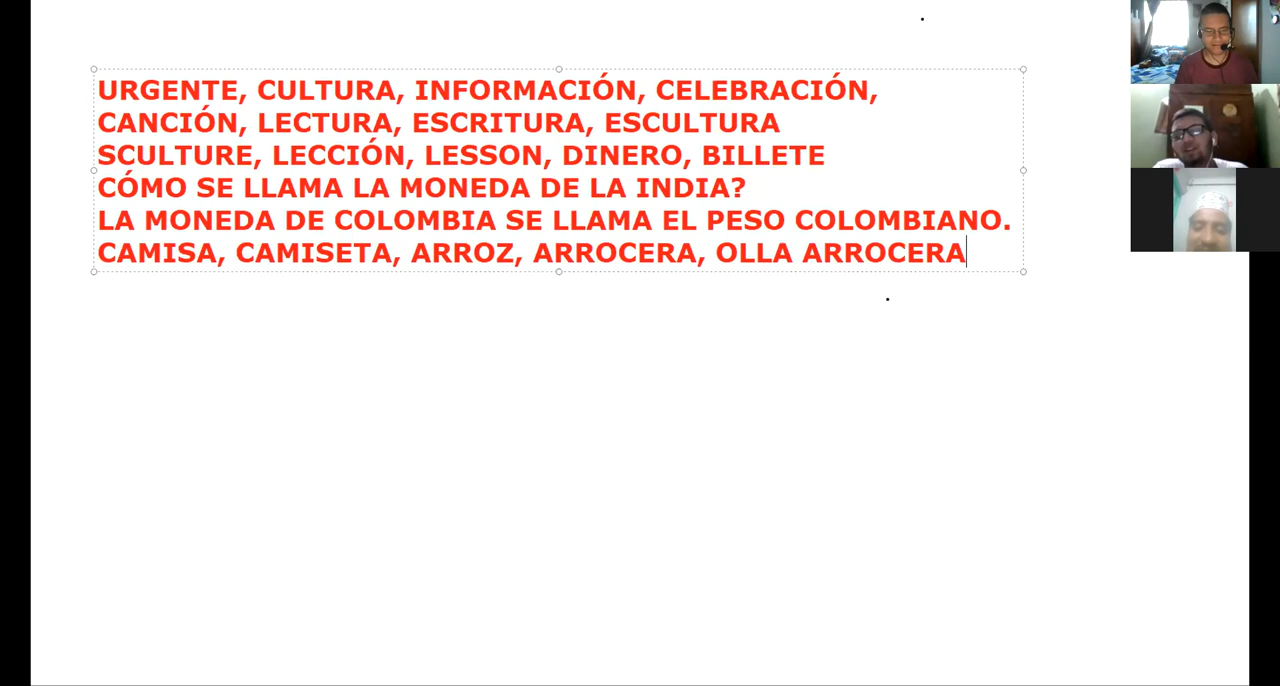 URGENTE, CULTURA, INFORMACIÓN, CELEBRACIÓN,
CANCIÓN, LECTURA, ESCRITURA, ESCULTURA
SCULTURE, LECCIÓN, LESSON, DINERO, BILLETE
CÓMO SE LLAMA LA MONEDA DE LA INDIA?
LA MONEDA DE COLOMBIA SE LLAMA EL PESO COLOMBIANO.
CAMISA, CAMISETA, ARROZ, ARROCERA, OLLA ARROCERA